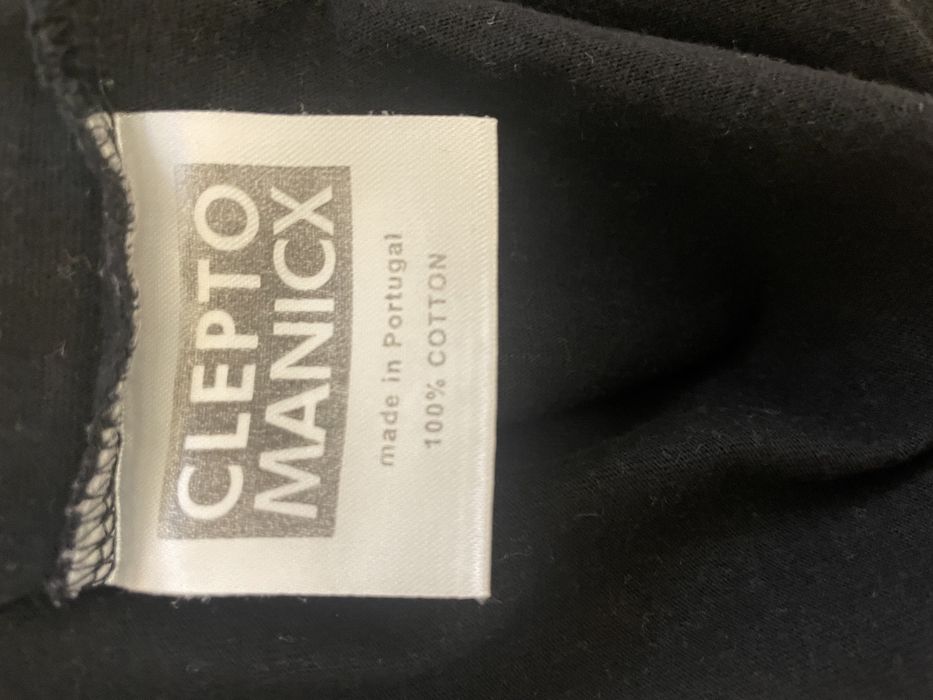 CLEPTO
MANICX
made in Portugal
100% COTTON